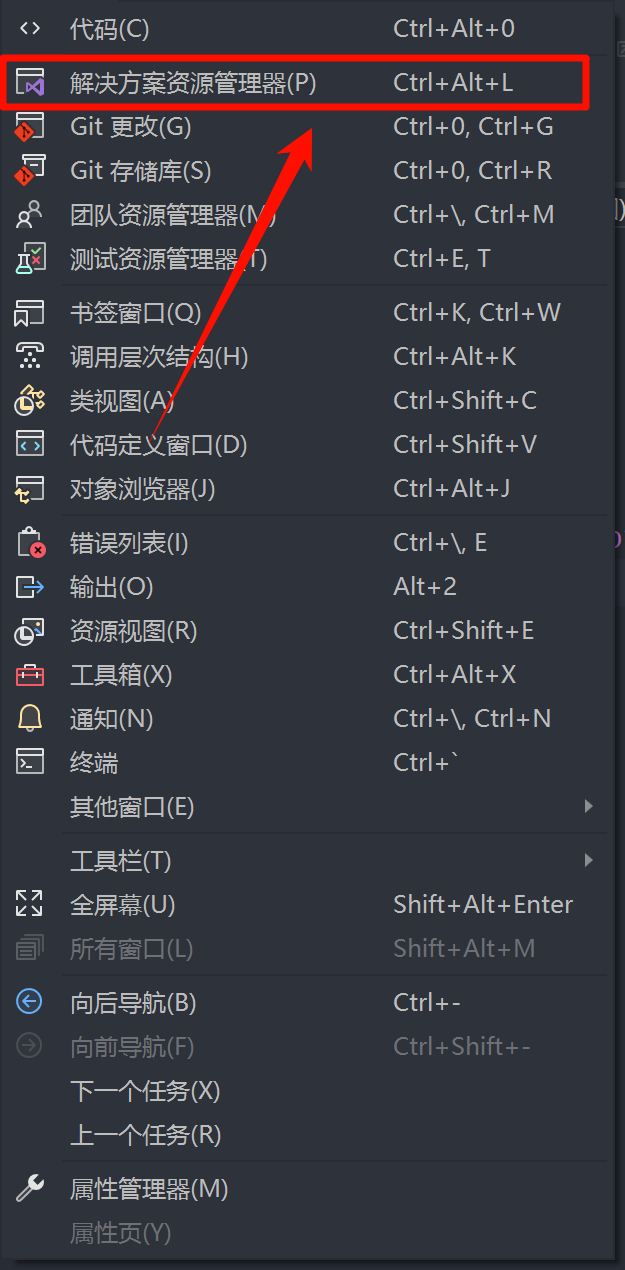 代码(C) Ctrl+Alt+0
解决方案资源管理器(P) Ctrl+Alt+L
Git 更改(G) Ctrl+0, Ctrl+G
Git 存储库(S) Ctrl+0, Ctrl+R
团队资源管理器(M) Ctrl+\, Ctrl+M
测试资源管理器(T) Ctrl+E, T
书签窗口(Q) Ctrl+K, Ctrl+W
调用层次结构(H) Ctrl+Alt+K
类视图(A) Ctrl+Shift+C
代码定义窗口(D) Ctrl+Shift+V
对象浏览器(J) Ctrl+Alt+J
错误列表(I) Ctrl+\, E
输出(O) Alt+2
资源视图(R) Ctrl+Shift+E
工具箱(X) Ctrl+Alt+X
通知(N) Ctrl+\, Ctrl+N
终端 Ctrl+`
其他窗口(E)
工具栏(T)
全屏幕(U) Shift+Alt+Enter
所有窗口(L) Shift+Alt+M
向后导航(B) Ctrl+-
向前导航(F) Ctrl+Shift+-
下一个任务(X)
上一个任务(R)
属性管理器(M)
属性页(Y)